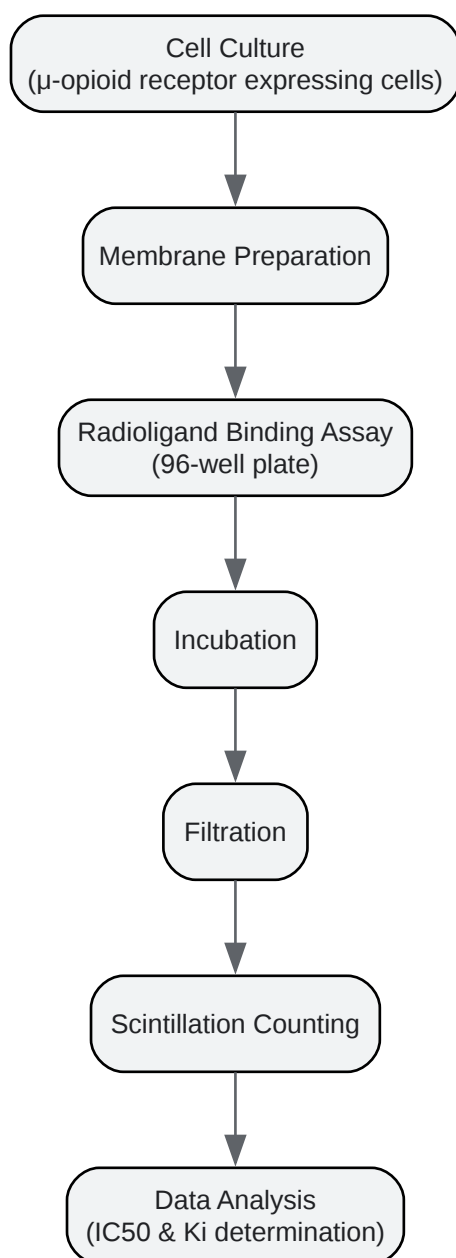 Cell Culture
(μ-opioid receptor expressing cells)
Membrane Preparation
Radioligand Binding Assay
(96-well plate)
Incubation
Filtration
Scintillation Counting
Data Analysis
(IC50 & Ki determination)